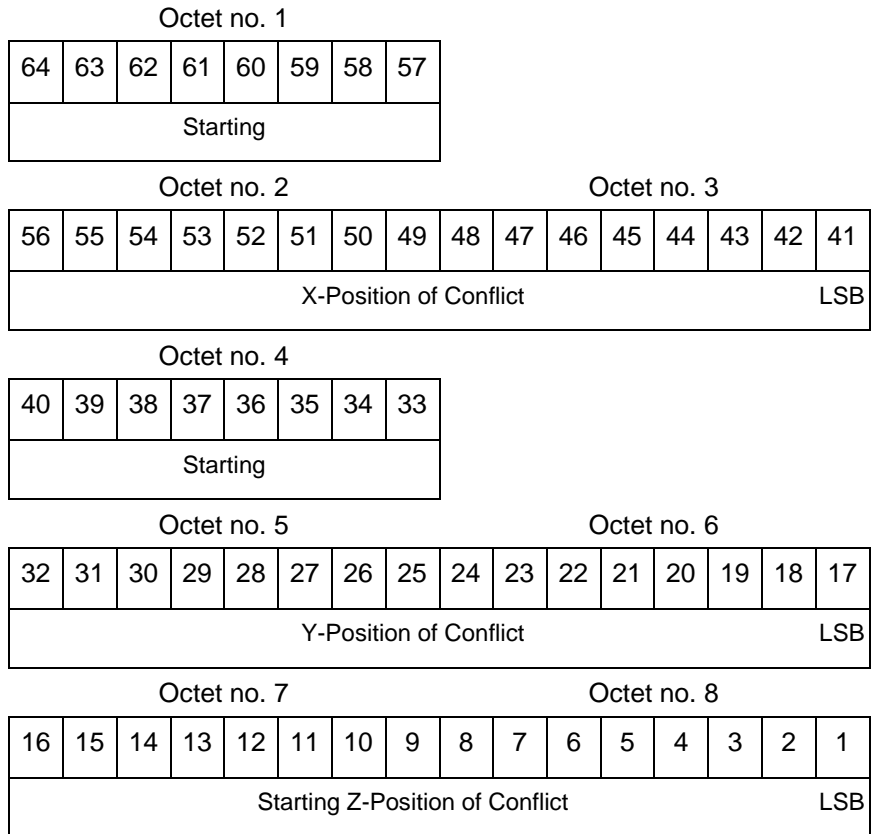 Octet no. 1
64 63 62 61 60 59 58 57
Starting
Octet no. 2 Octet no. 3
56 55 54 53 52 51 50 49 48 47 46 45 44 43 42 41
X-Position of Conflict LSB
Octet no. 4
40 39 38 37 36 35 34 33
Starting
Octet no. 5 Octet no. 6
32 31 30 29 28 27 26 25 24 23 22 21 20 19 18 17
Y-Position of Conflict LSB
Octet no. 7 Octet no. 8
16 15 14 13 12 11 10 9 8 7 6 5 4 3 2 1
Starting Z-Position of Conflict LSB